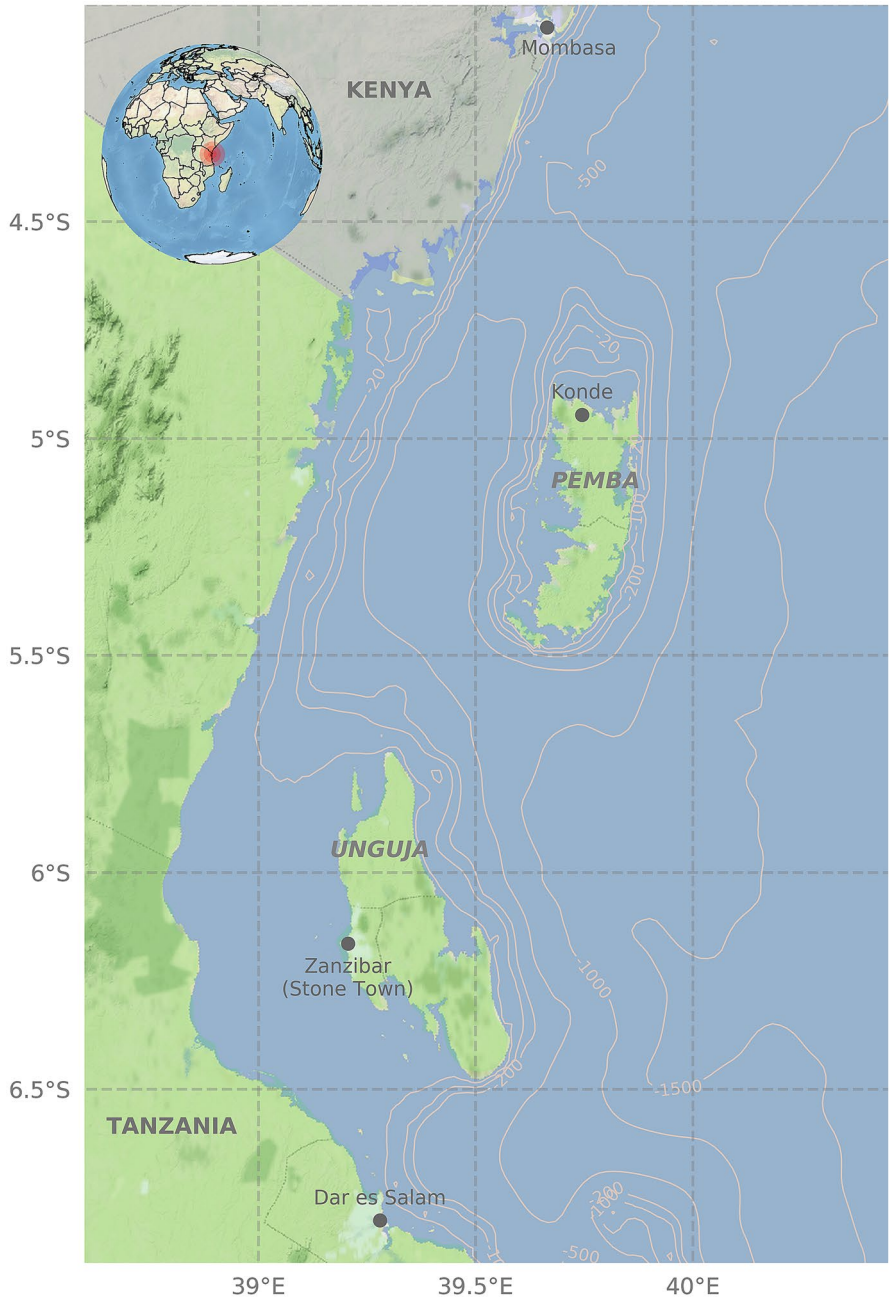 Mombasa
KENYA
-500
4.5°S
-20
-20
Konde
5°S
PEMBA
-100
-200
5.5°S
UNGUJA
6°S
Zanzibar
(Stone Town)
-1000
-200
-1500
6.5°S
TANZANIA
Dar es Salam
-500
39°E
39.5°E
40°E